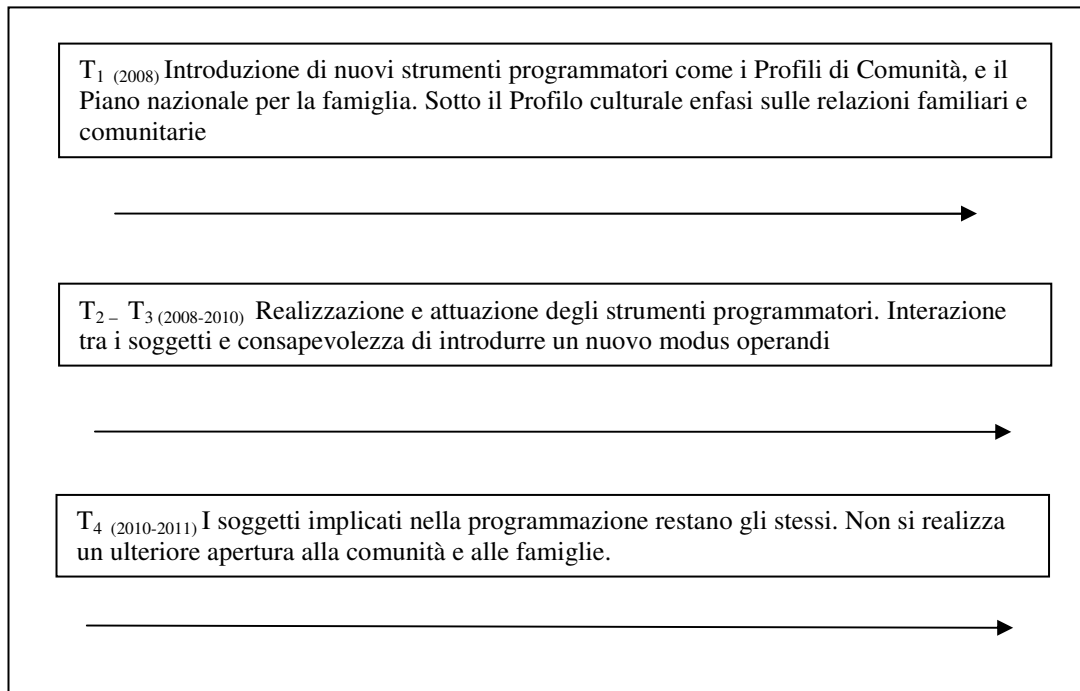 T1 (2008) Introduzione di nuovi strumenti programmatori come i Profili di Comunità, e il
Piano nazionale per la famiglia. Sotto il Profilo culturale enfasi sulle relazioni familiari e
comunitarie
T2 – T3 (2008-2010) Realizzazione e attuazione degli strumenti programmatori. Interazione
tra i soggetti e consapevolezza di introdurre un nuovo modus operandi
T4 (2010-2011) I soggetti implicati nella programmazione restano gli stessi. Non si realizza
un ulteriore apertura alla comunità e alle famiglie.